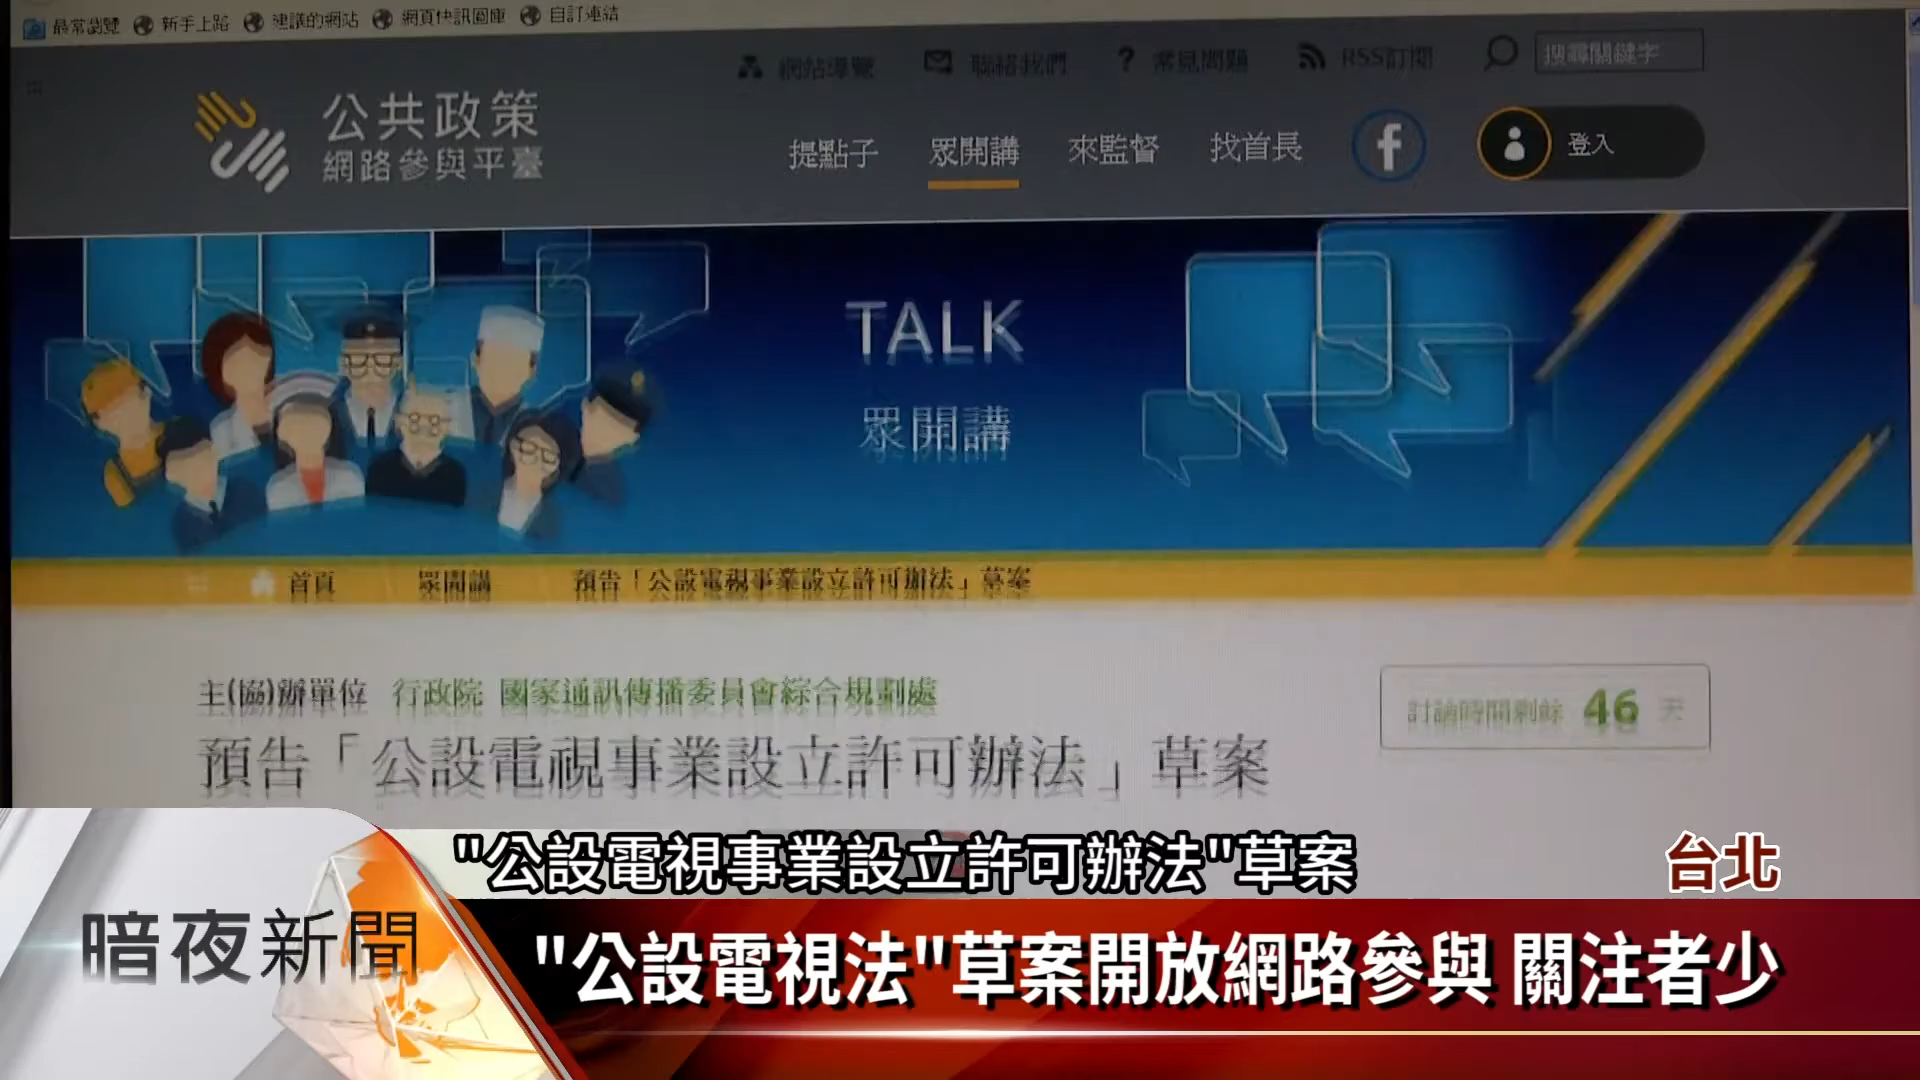 最常瀏覽 新手上路 建議的網站 網頁快訊圖庫 自訂連結
網站導覽 聯絡我們 ? 常見問題 RSS訂閱 搜尋關鍵字
公共政策
網路參與平臺
提點子 眾開講 來監督 找首長 f 登入
TALK
眾開講
首頁 眾開講 預告「公設電視事業設立許可辦法」草案
主(協)辦單位 行政院 國家通訊傳播委員會綜合規劃處
討論時間剩餘 46 天
預告「公設電視事業設立許可辦法」草案
"公設電視事業設立許可辦法"草案
台北
暗夜新聞
"公設電視法"草案開放網路參與 關注者少